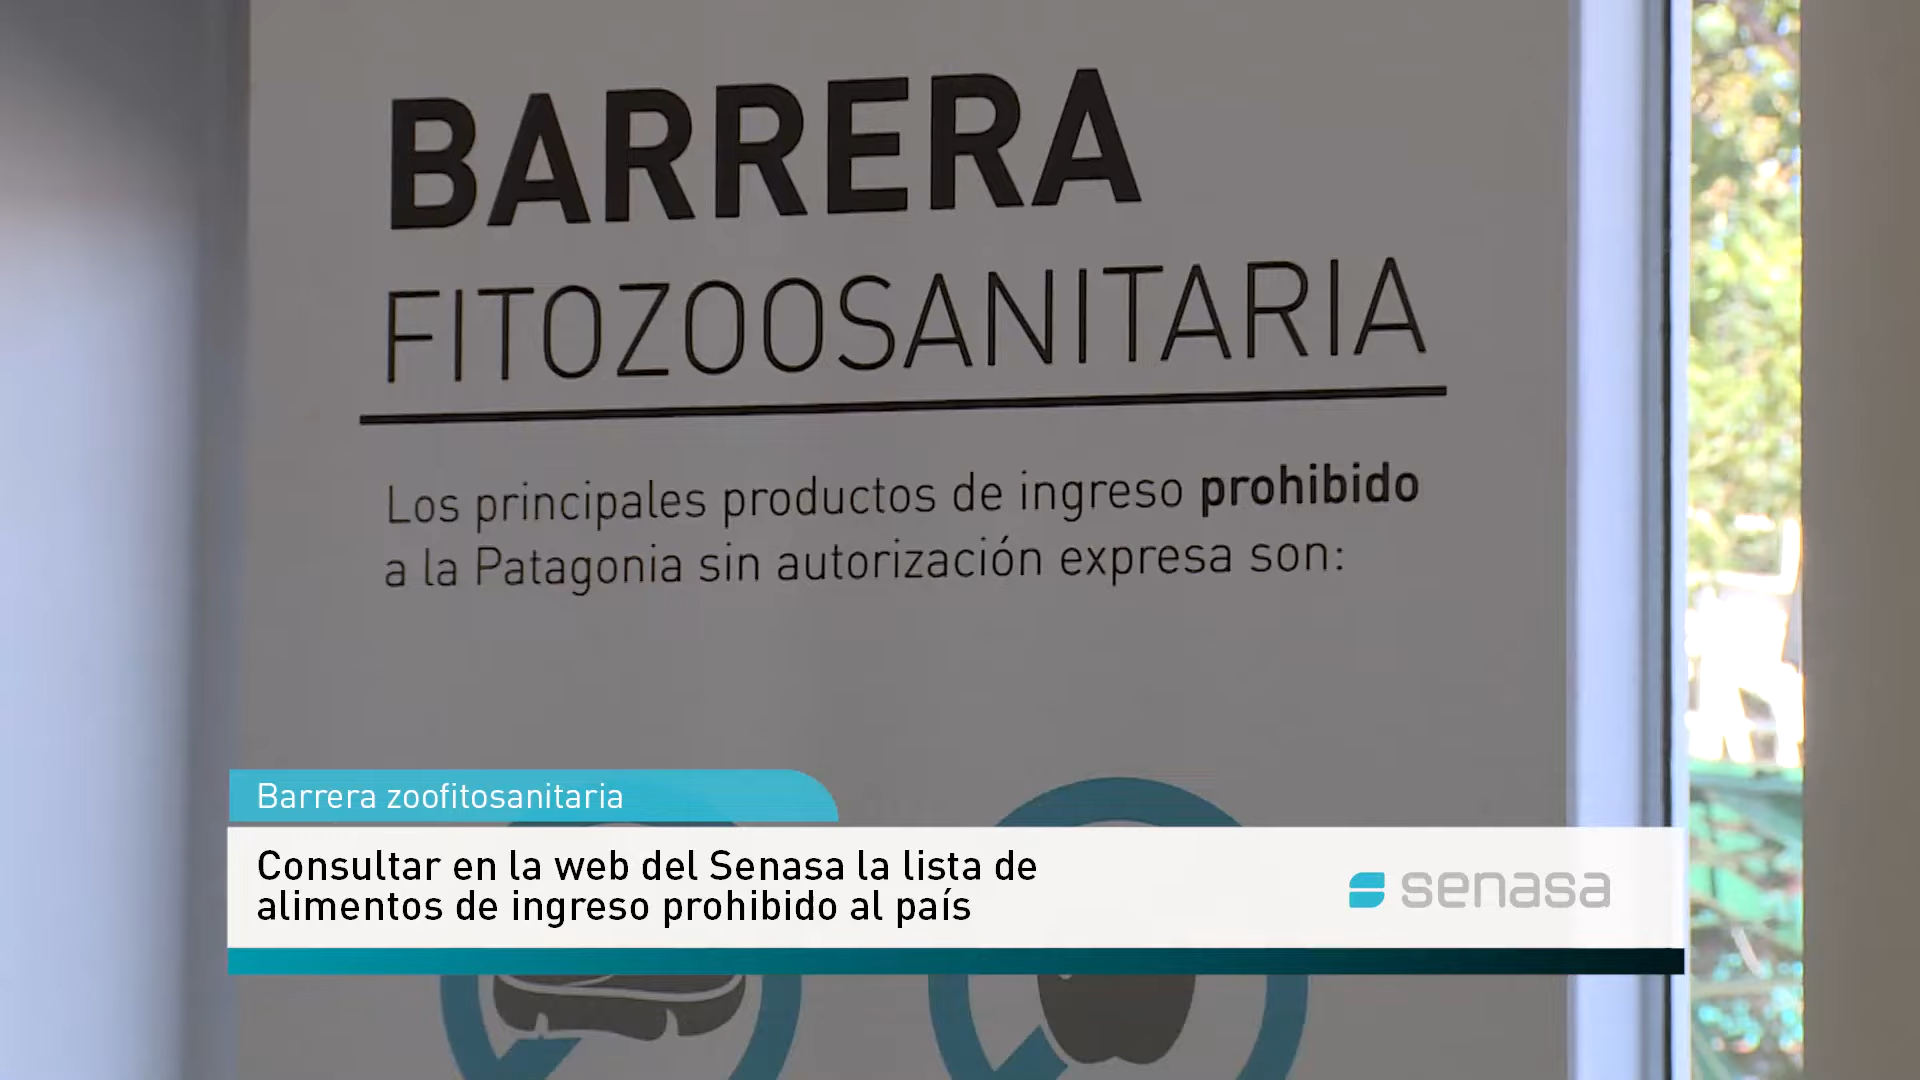 BARRERA
FITOZOOSANITARIA
Los principales productos de ingreso prohibido
a la Patagonia sin autorización expresa son:
Barrera zoofitosanitaria
Consultar en la web del Senasa la lista de
alimentos de ingreso prohibido al país
senasa